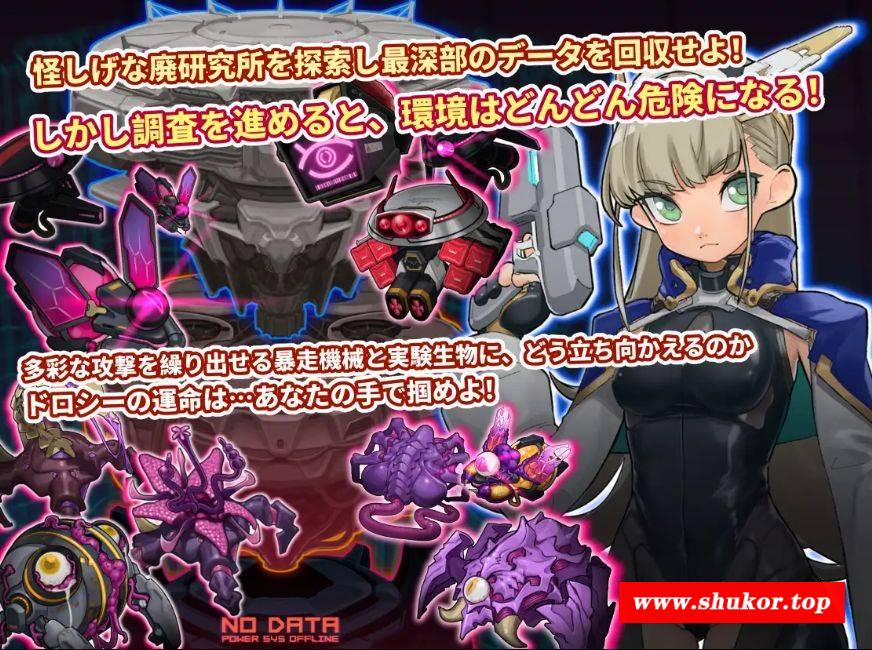 怪しげな廃研究所を探索し最深部のデータを回収せよ!
しかし調査を進めると、環境はどんどん危険になる!
多彩な攻撃を繰り出せる暴走機械と実験生物に、どう立ち向かえるのか
ドロシーの運命は…あなたの手で掴めよ!
NO DATA
POWER SYS OFFLINE
www.shukor.top